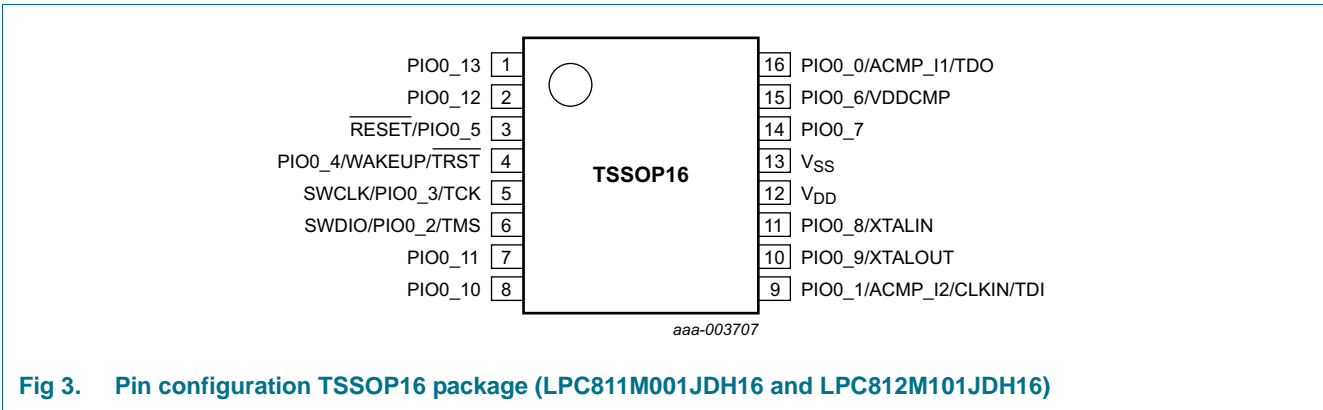 PIO0_13 1
PIO0_12 2
RESET/PIO0_5 3
PIO0_4/WAKEUP/TRST 4
SWCLK/PIO0_3/TCK 5
SWDIO/PIO0_2/TMS 6
PIO0_11 7
PIO0_10 8
TSSOP16
16 PIO0_0/ACMP_I1/TDO
15 PIO0_6/VDDCMP
14 PIO0_7
13 VSS
12 VDD
11 PIO0_8/XTALIN
10 PIO0_9/XTALOUT
9 PIO0_1/ACMP_I2/CLKIN/TDI
aaa-003707
Fig 3. Pin configuration TSSOP16 package (LPC811M001JDH16 and LPC812M101JDH16)